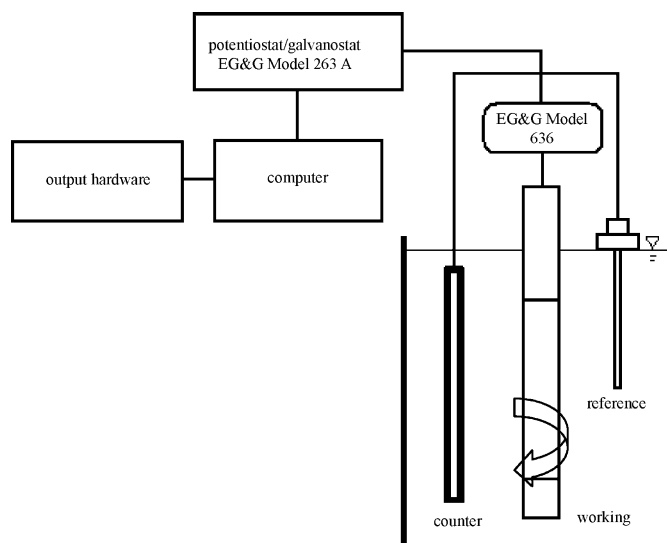 potentiostat/galvanostat
EG&G Model 263 A
EG&G Model
636
output hardware
computer
reference
counter
working